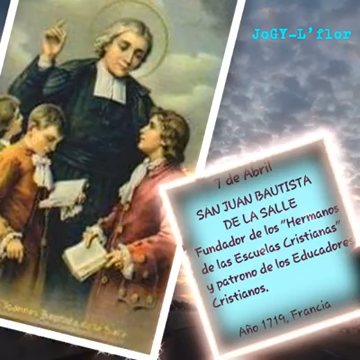 JoGY-L'flor
7 de Abril
SAN JUAN BAUTISTA
DE LA SALLE
Fundador de los "Hermanos
de las Escuelas Cristianas"
y patrono de los Educadores
Cristianos.
Año 1719, Francia